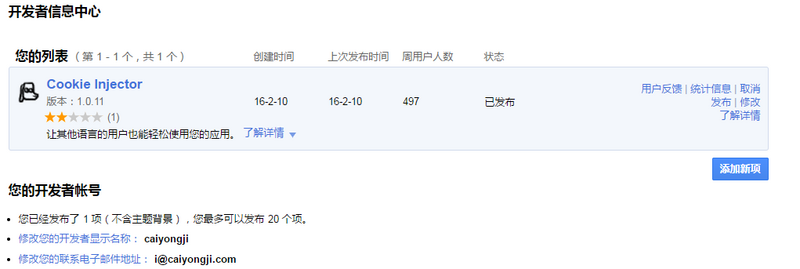 开发者信息中心
您的列表（第 1 - 1 个，共 1 个） 创建时间 上次发布时间 周用户人数 状态
Cookie Injector
版本：1.0.11
(1)
让其他语言的用户也能轻松使用您的应用。 了解详情
16-2-10 16-2-10 497 已发布
用户反馈 | 统计信息 | 取消
发布 | 修改
了解详情
添加新项
您的开发者帐号
您已经发布了 1 项（不含主题背景），您最多可以发布 20 个项。
修改您的开发者显示名称： caiyongji
修改您的联系电子邮件地址： i@caiyongji.com